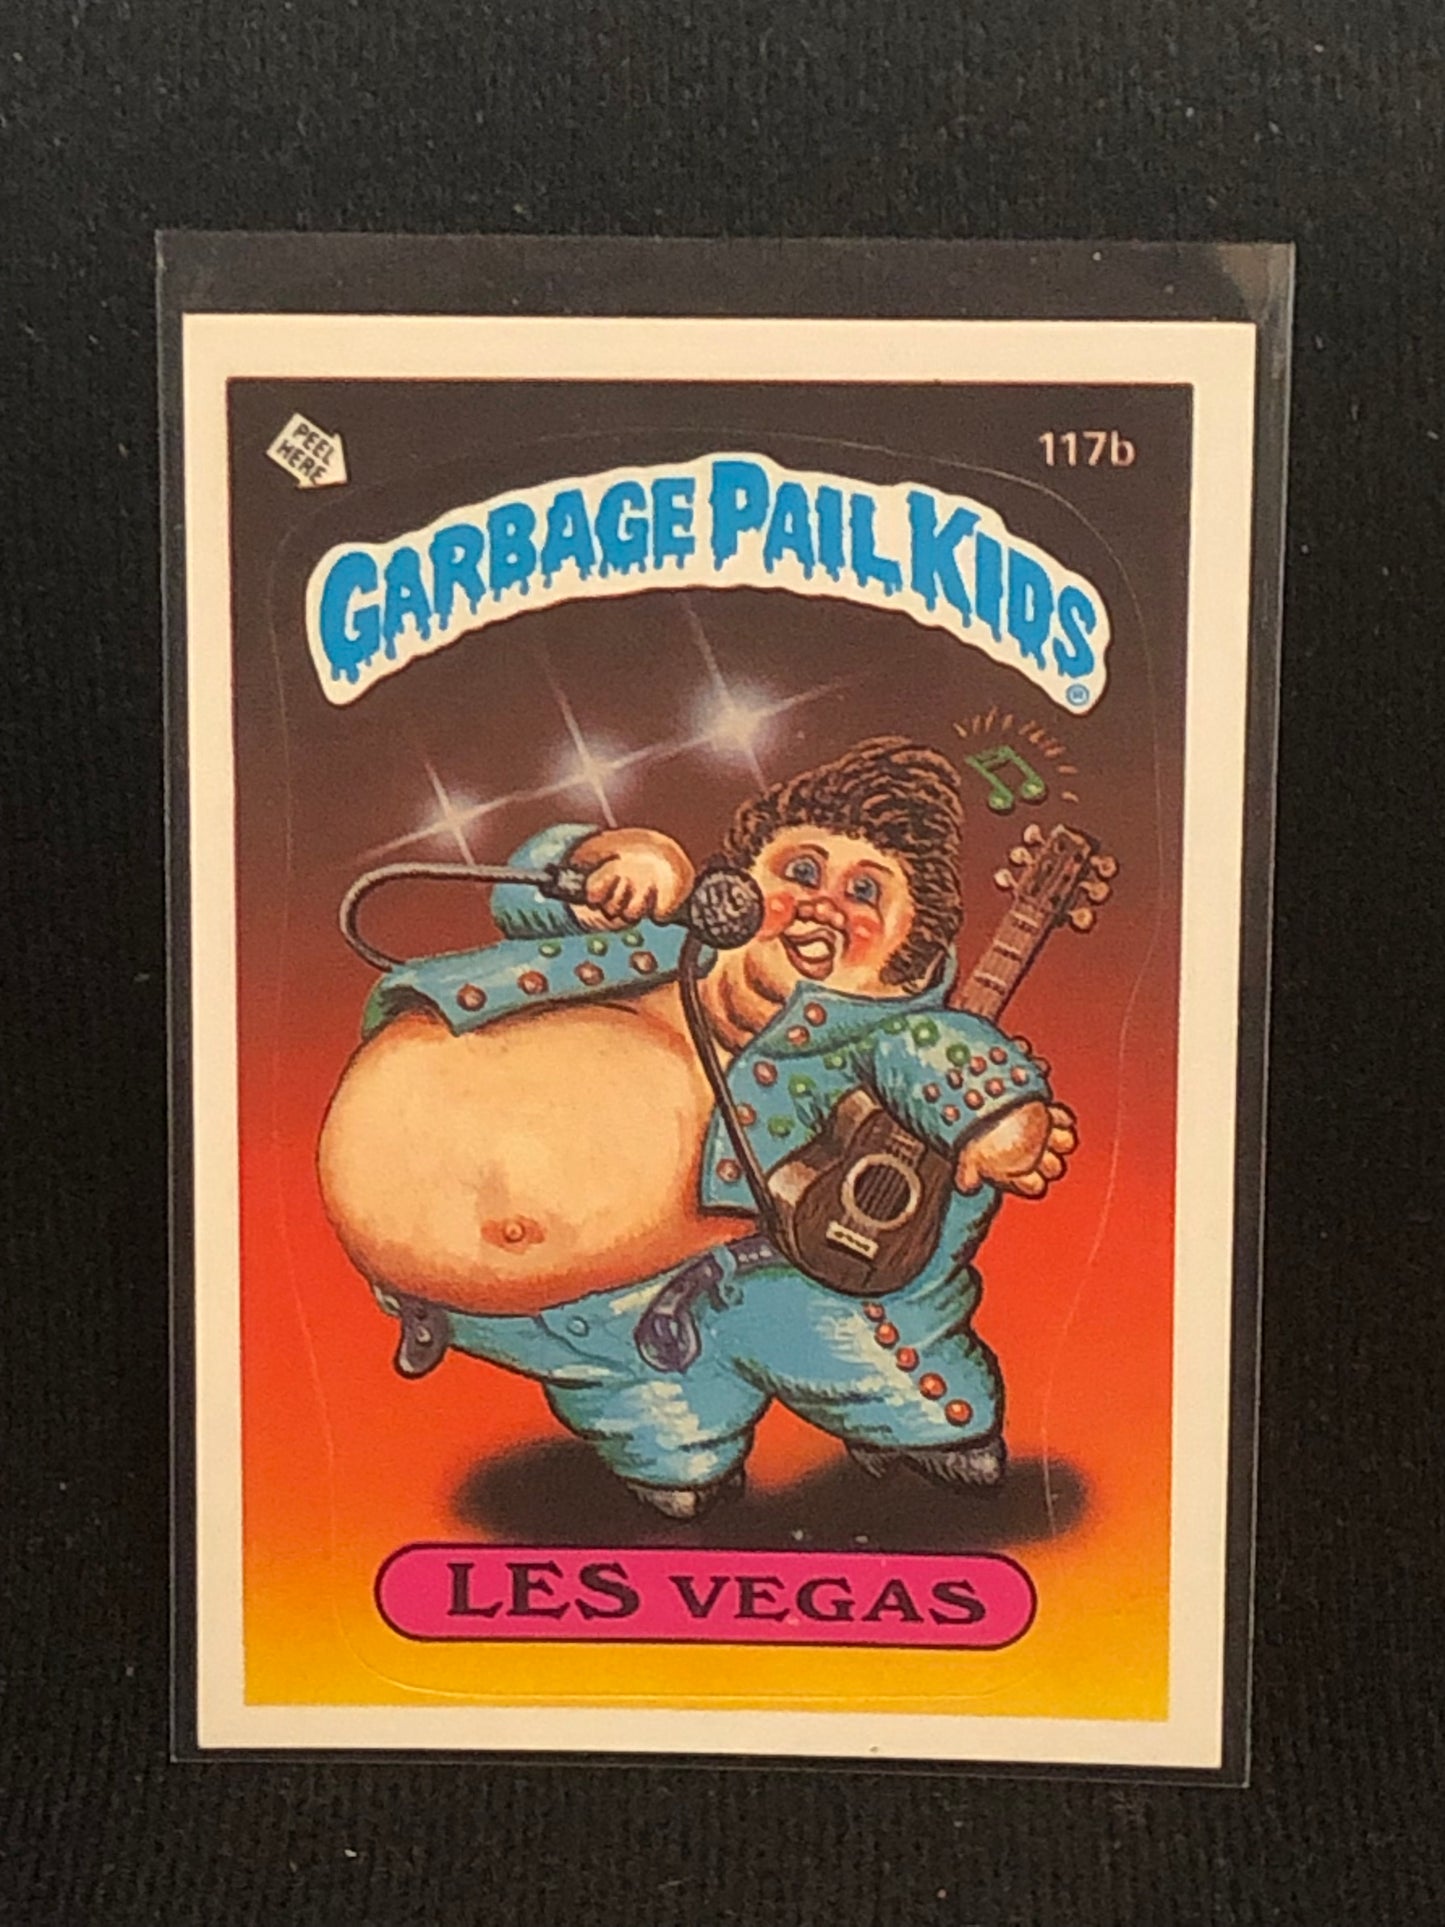 PEEL
HERE
117b
GARBAGE PAIL KIDS
®
LES VEGAS